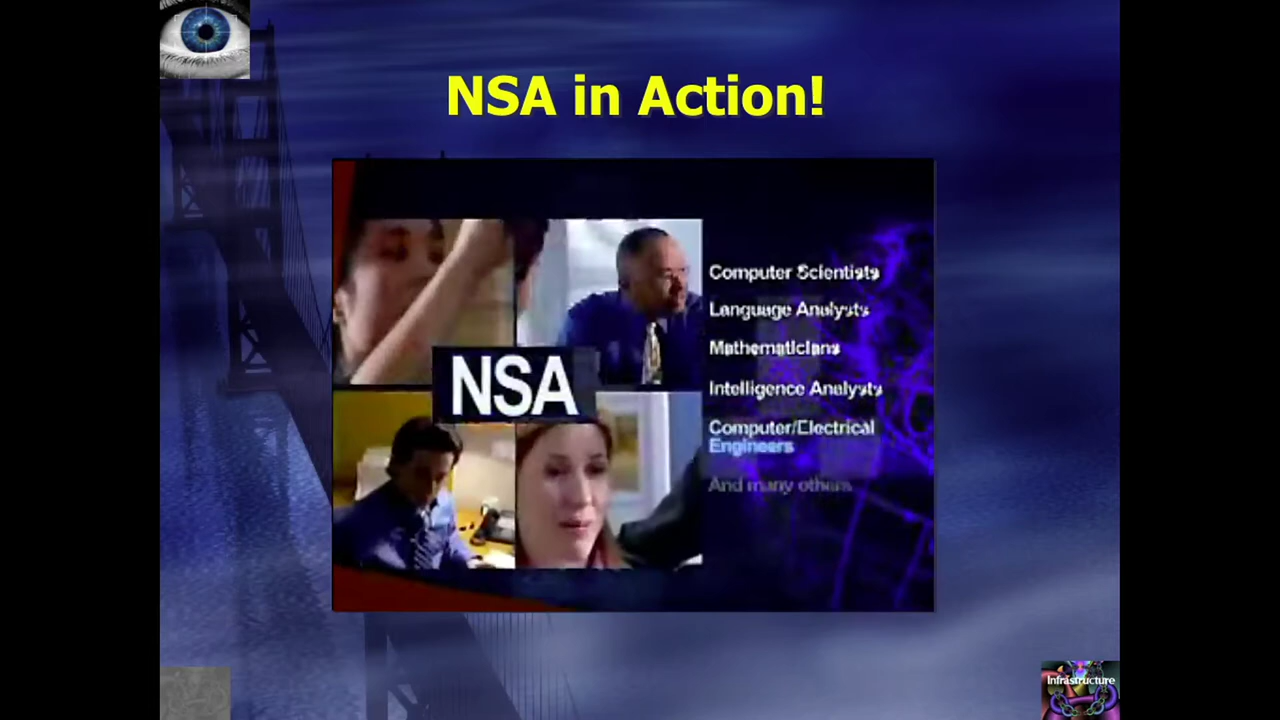 NSA in Action!
Computer Scientists
Language Analysts
Mathematicians
NSA
Intelligence Analysts
Computer/Electrical
Engineers
And many others
Infrastructure